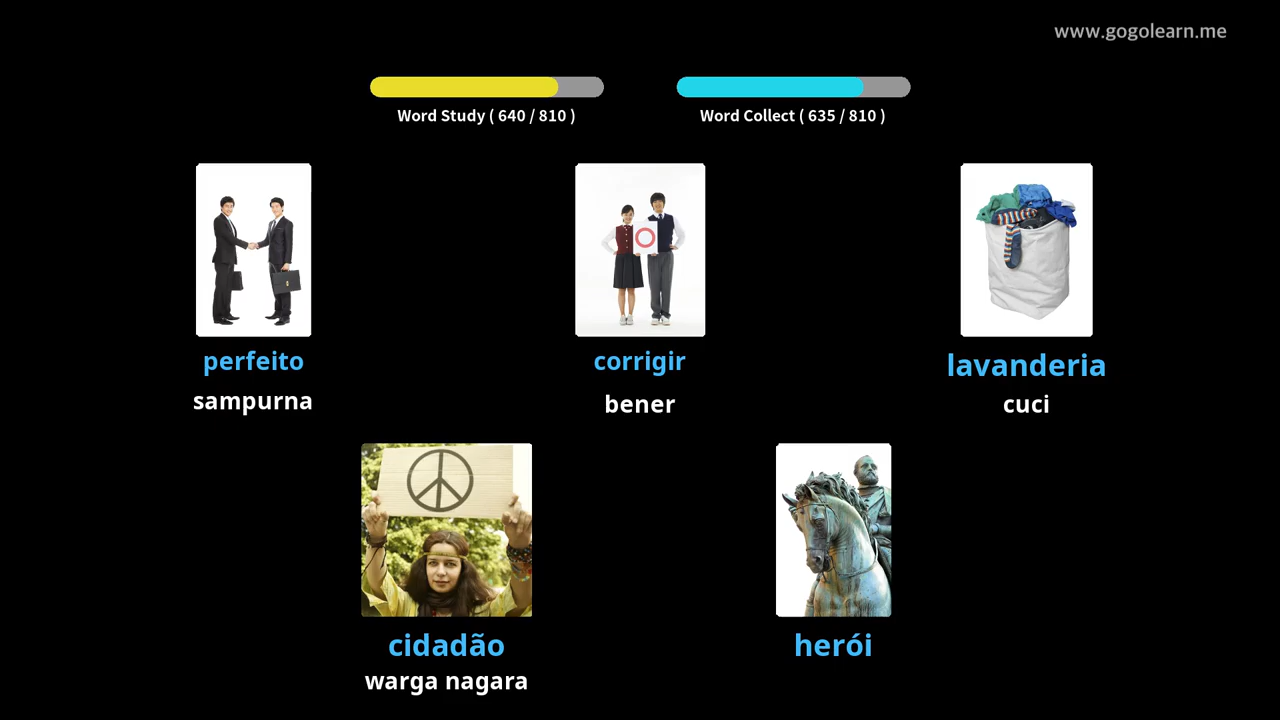 www.gogolearn.me
Word Study ( 640 / 810 )
Word Collect ( 635 / 810 )
perfeito
sampurna
corrigir
bener
lavanderia
cuci
cidadão
warga nagara
herói